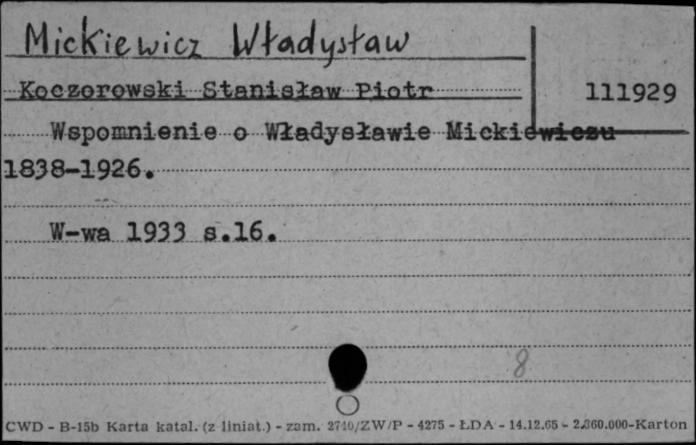 Mickiewicz Władysław
Koczorowski Stanisław Piotr
111929
Wspomnienie o Władysławie Mickiewiczu
1838-1926.
W-wa 1933 s.16.
8
CWD - B-15b Karta katal. (z liniat.) - zam. 2740/ZW/P - 4275 - ŁDA - 14.12.65 - 2.860.000-Karton